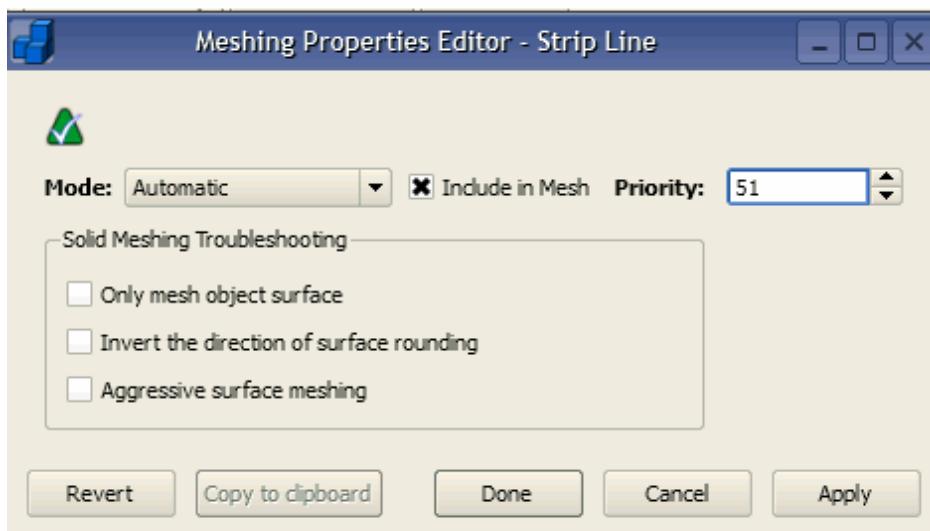 Meshing Properties Editor - Strip Line
Mode: Automatic Include in Mesh Priority: 51
Solid Meshing Troubleshooting
Only mesh object surface
Invert the direction of surface rounding
Aggressive surface meshing
Revert Copy to clipboard Done Cancel Apply